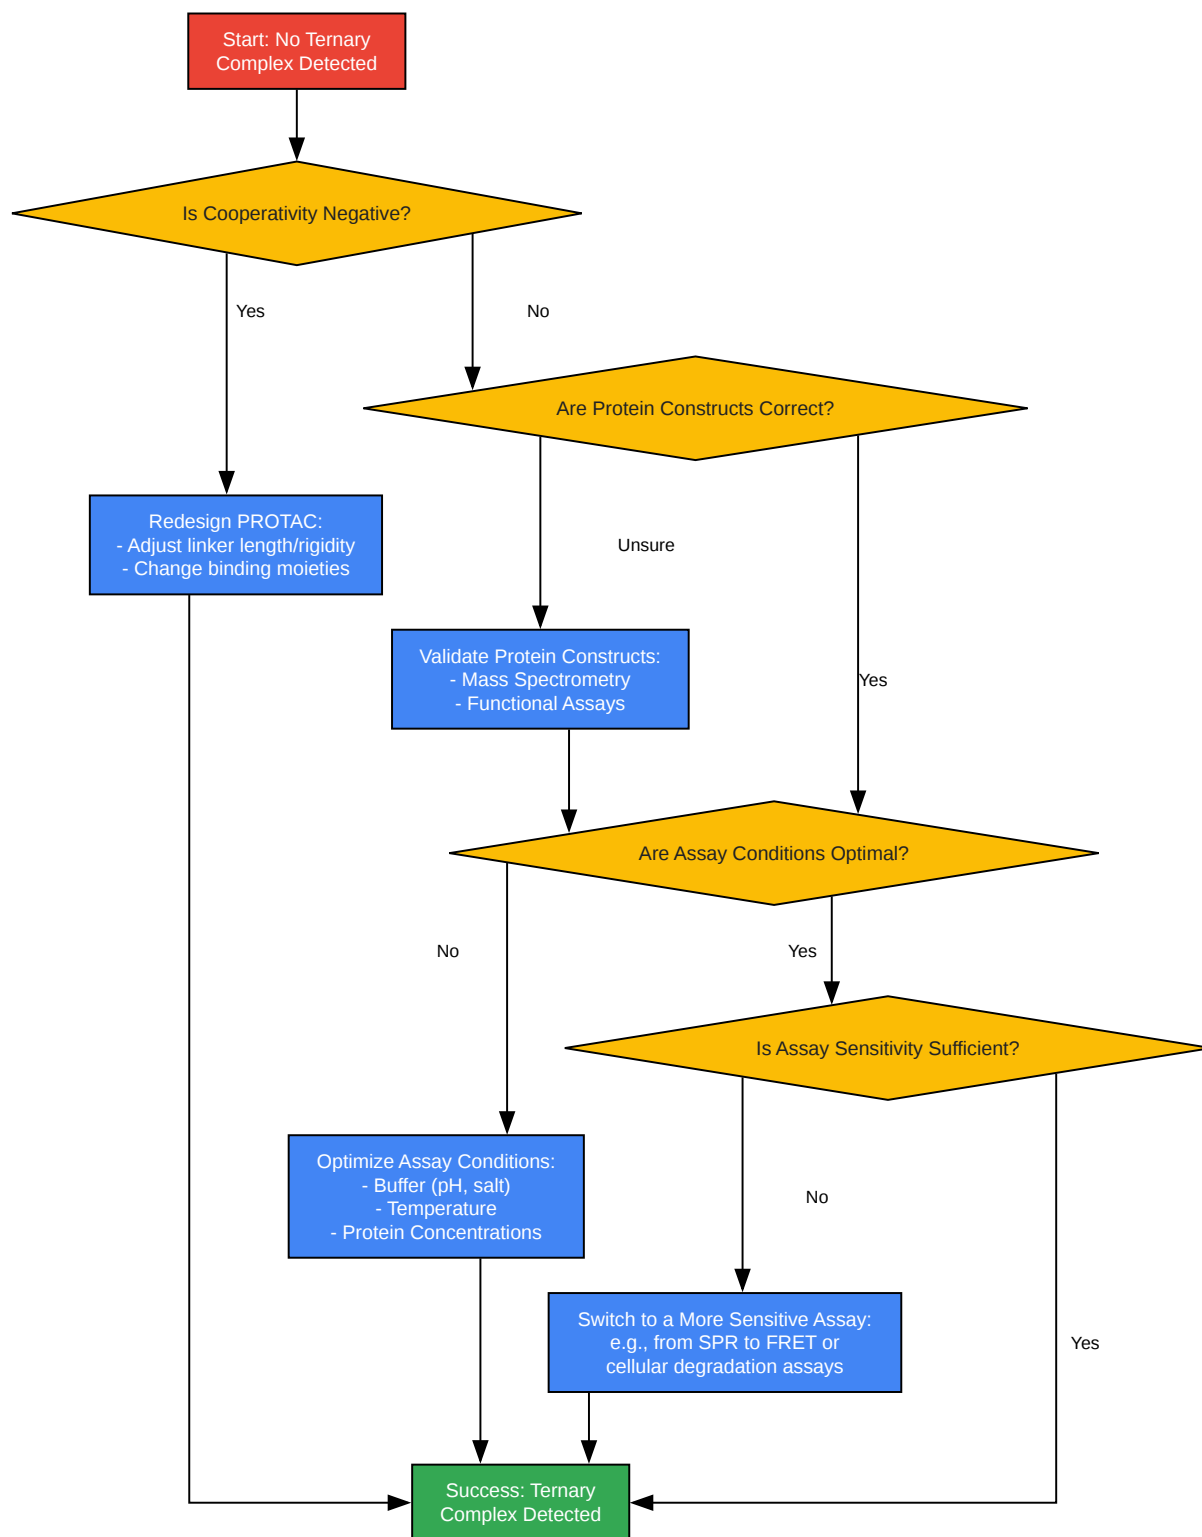 Start: No Ternary
Complex Detected
Is Cooperativity Negative?
Yes
No
Are Protein Constructs Correct?
Redesign PROTAC:
- Adjust linker length/rigidity
- Change binding moieties
Unsure
Validate Protein Constructs:
- Mass Spectrometry
- Functional Assays
Yes
Are Assay Conditions Optimal?
No
Yes
Is Assay Sensitivity Sufficient?
Optimize Assay Conditions:
- Buffer (pH, salt)
- Temperature
- Protein Concentrations
No
Switch to a More Sensitive Assay:
e.g., from SPR to FRET or
cellular degradation assays
Yes
Success: Ternary
Complex Detected